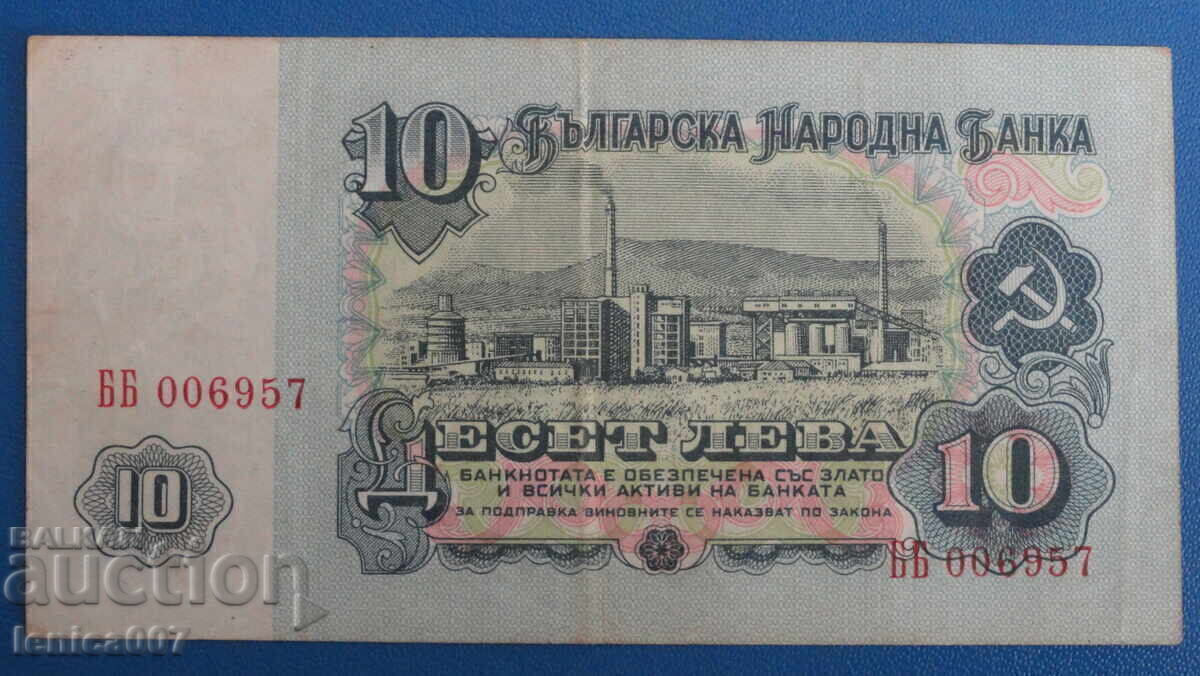 10 БЪЛГАРСКА НАРОДНА БАНКА
ББ 006957
ДЕСЕТ ЛЕВА
БАНКНОТАТА Е ОБЕЗПЕЧЕНА СЪС ЗЛАТО
И ВСИЧКИ АКТИВИ НА БАНКАТА
ЗА ПОДПРАВКА ВИНОВНИТЕ СЕ НАКАЗВАТ ПО ЗАКОНА
10
10
ББ 006957
BALKAN
auction
lenica007